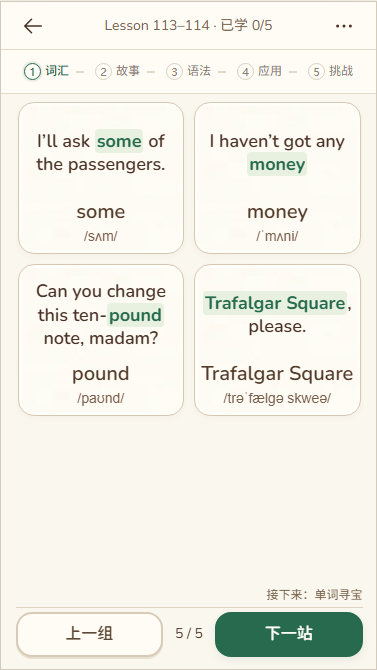 Lesson 113–114 · 已学 0/5
1 词汇 – 2 故事 – 3 语法 – 4 应用 – 5 挑战
I’ll ask some of
the passengers.
some
/sʌm/
I haven’t got any
money
money
/ˈmʌni/
Can you change
this ten-pound
note, madam?
pound
/paʊnd/
Trafalgar Square,
please.
Trafalgar Square
/trəˈfælgə skweə/
接下来：单词寻宝
上一组
5 / 5
下一站